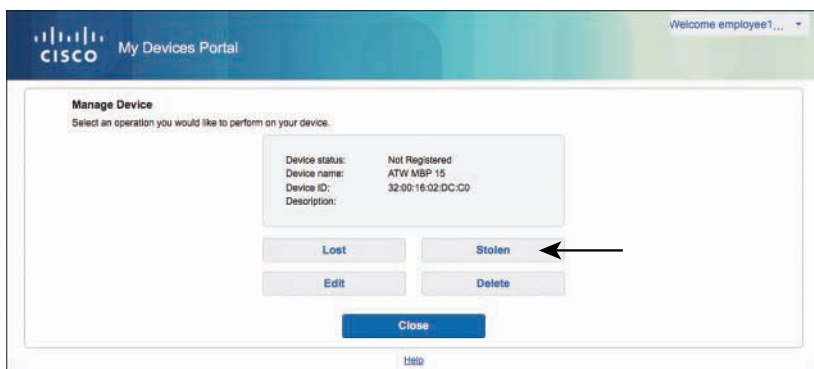 Welcome employee1...
CISCO My Devices Portal
Manage Device
Select an operation you would like to perform on your device.
Device status: Not Registered
Device name: ATW MBP 15
Device ID: 32:00:16:02:DC:C0
Description:
Lost Stolen
Edit Delete
Close
Help